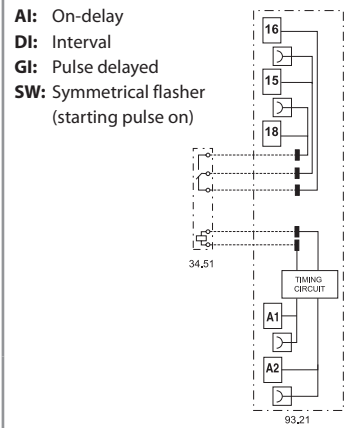 AI: On-delay
DI: Interval
GI: Pulse delayed
SW: Symmetrical flasher
(starting pulse on)
16
15
18
34.51
TIMING
CIRCUIT
A1
A2
93.21